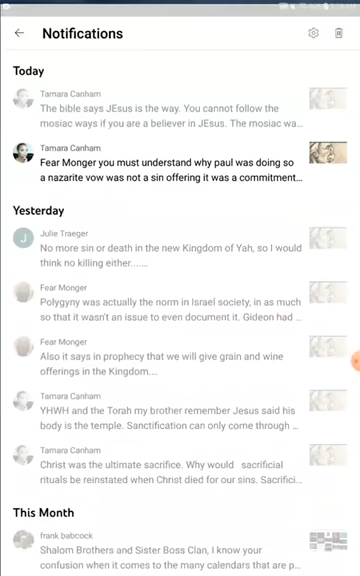 Notifications
Today
Tamara Canham
The bible says JEsus is the way. You cannot follow the
mosiac ways if you are a believer in JEsus. The mosiac wa...
Tamara Canham
Fear Monger you must understand why paul was doing so
a nazarite vow was not a sin offering it was a commitment...
Yesterday
J
Julie Traeger
No more sin or death in the new Kingdom of Yah, so I would
think no killing either......
Fear Monger
Polygyny was actually the norm in Israel society, in as much
so that it wasn't an issue to even document it. Gideon had ...
Fear Monger
Also it says in prophecy that we will give grain and wine
offerings in the Kingdom....
Tamara Canham
YHWH and the Torah my brother remember Jesus said his
body is the temple. Sanctification can only come through ...
Tamara Canham
Christ was the ultimate sacrifice. Why would sacrificial
rituals be reinstated when Christ died for our sins. Sacrifici...
This Month
frank babcock
Shalom Brothers and Sister Boss Clan, I know your
confusion when it comes to the many calendars that are p...